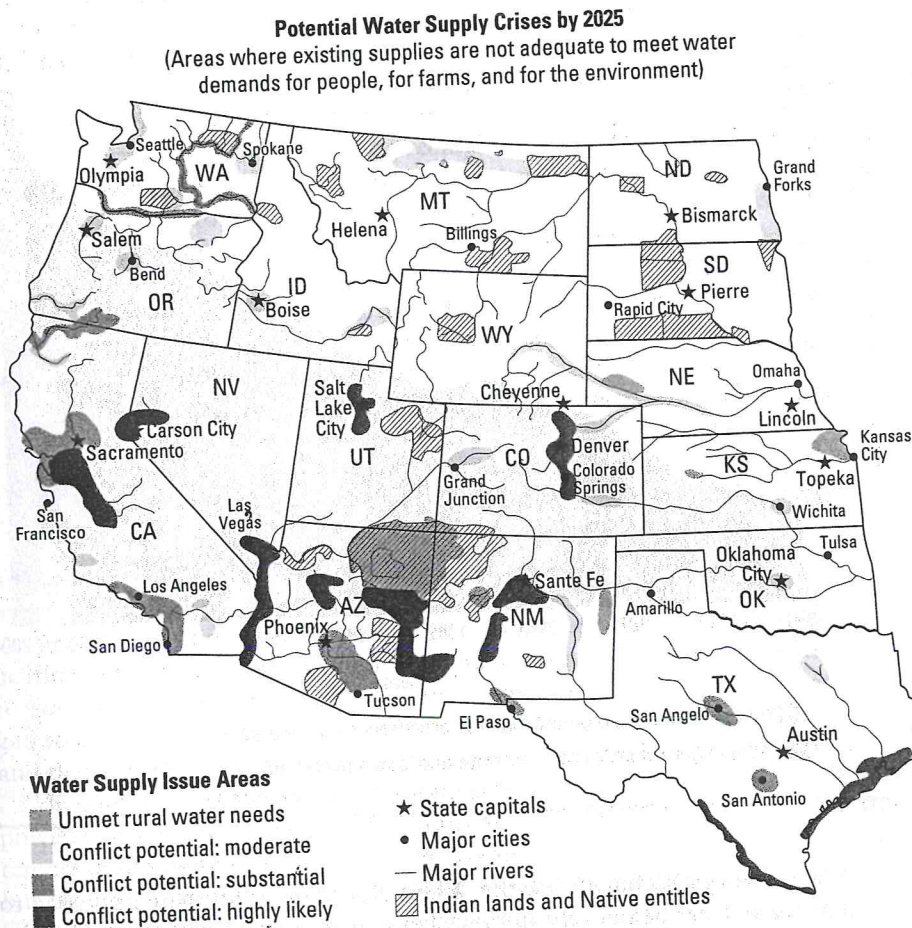 Potential Water Supply Crises by 2025
(Areas where existing supplies are not adequate to meet water
demands for people, for farms, and for the environment)
Seattle
Spokane
Olympia
WA
MT
ND
Grand
Forks
Helena
Billings
Bismarck
Salem
Bend
OR
ID
Boise
SD
Pierre
Rapid City
WY
NV
Salt
Lake
City
UT
Cheyenne
NE
Omaha
Lincoln
Carson City
Sacramento
Denver
CO
Colorado
Springs
Grand
Junction
KS
Kansas
City
Topeka
Wichita
San
Francisco
CA
Las
Vegas
Los Angeles
San Diego
AZ
Phoenix
Tucson
Sante Fe
NM
Amarillo
Tulsa
Oklahoma
City
OK
El Paso
TX
San Angelo
Austin
San Antonio
Water Supply Issue Areas
Unmet rural water needs
Conflict potential: moderate
Conflict potential: substantial
Conflict potential: highly likely
State capitals
Major cities
Major rivers
Indian lands and Native entitles